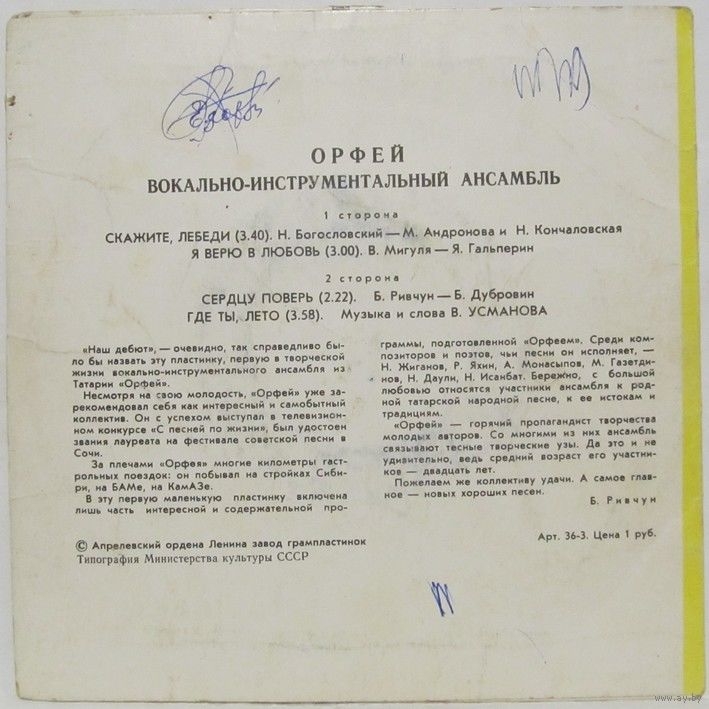 ОРФЕЙ
ВОКАЛЬНО-ИНСТРУМЕНТАЛЬНЫЙ АНСАМБЛЬ
1 сторона
СКАЖИТЕ, ЛЕБЕДИ (3.40). Н. Богословский — М. Андронова и Н. Кончаловская
Я ВЕРЮ В ЛЮБОВЬ (3.00). В. Мигуля — Я. Гальперин
2 сторона
СЕРДЦУ ПОВЕРЬ (2.22). Б. Ривчун — Б. Дубровин
ГДЕ ТЫ, ЛЕТО (3.58). Музыка и слова В. УСМАНОВА
«Наш дебют», — очевидно, так справедливо бы-
ло бы назвать эту пластинку, первую в творческой
жизни вокально-инструментального ансамбля из
Татарии «Орфей».
Несмотря на свою молодость, «Орфей» уже за-
рекомендовал себя как интересный и самобытный
коллектив. Он с успехом выступал в телевизион-
ном конкурсе «С песней по жизни», был удостоен
звания лауреата на фестивале советской песни в
Сочи.
За плечами «Орфея» многие километры гаст-
рольных поездок: он побывал на стройках Сиби-
ри, на БАМе, на КамАЗе.
В эту первую маленькую пластинку включена
лишь часть интересной и содержательной про-
граммы, подготовленной «Орфеем». Среди ком-
позиторов и поэтов, чьи песни он исполняет, —
Н. Жиганов, Р. Яхин, А. Монасыпов, М. Газетди-
нов, Н. Даули, Н. Исанбат. Бережно, с большой
любовью относятся участники ансамбля к род-
ной татарской народной песне, к ее истокам и
традициям.
«Орфей» — горячий пропагандист творчества
молодых авторов. Со многими из них ансамбль
связывают тесные творческие узы. Да это и не
удивительно, ведь средний возраст его участни-
ков — двадцать лет.
Пожелаем же коллективу удачи. А самое глав-
ное — новых хороших песен.
Б. Ривчун
© Апрелевский ордена Ленина завод грампластинок
Типография Министерства культуры СССР
Арт. 36-3. Цена 1 руб.
www.ay.by